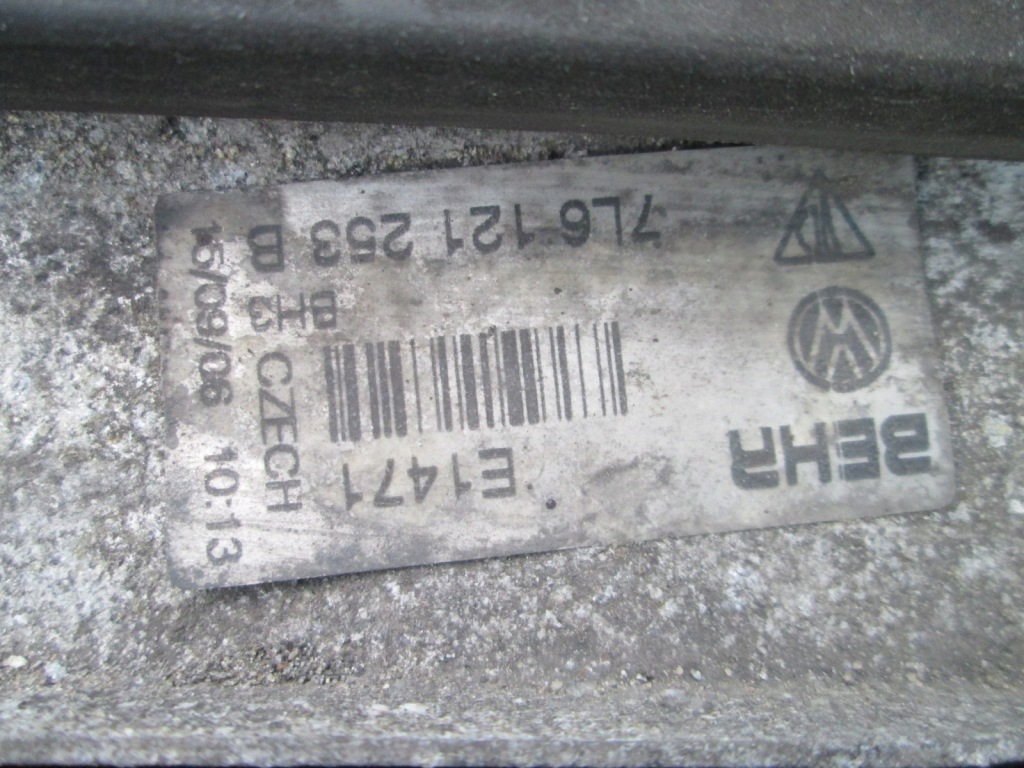 BEHR
E1471
7L6 121 253 B
BH3 CZECH
15/09/06 10:13